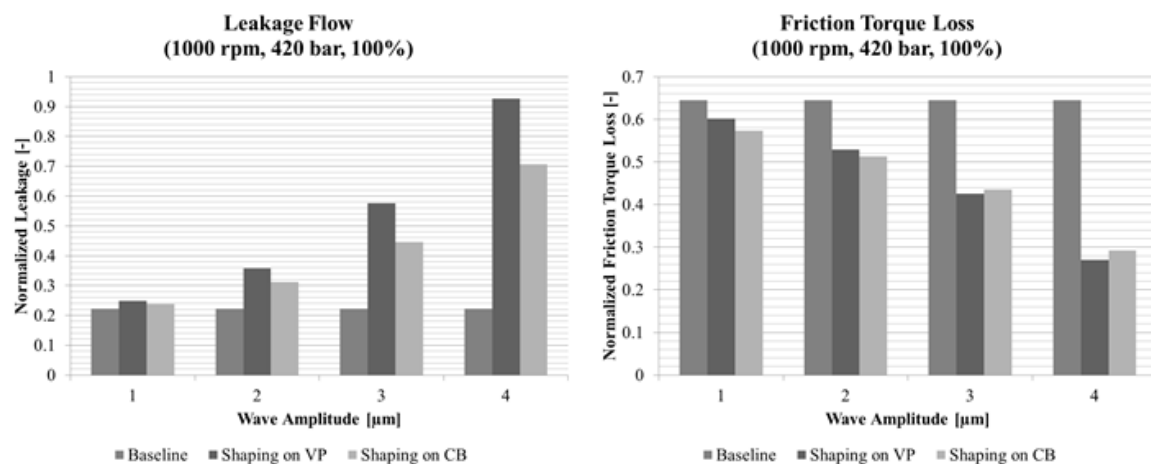 Leakage Flow
(1000 rpm, 420 bar, 100%)
Normalized Leakage [-]
1
0.9
0.8
0.7
0.6
0.5
0.4
0.3
0.2
0.1
0
1 2 3 4
Wave Amplitude [µm]
Baseline Shaping on VP Shaping on CB
Friction Torque Loss
(1000 rpm, 420 bar, 100%)
Normalized Friction Torque Loss [-]
0.7
0.6
0.5
0.4
0.3
0.2
0.1
0
1 2 3 4
Wave Amplitude [µm]
Baseline Shaping on VP Shaping on CB